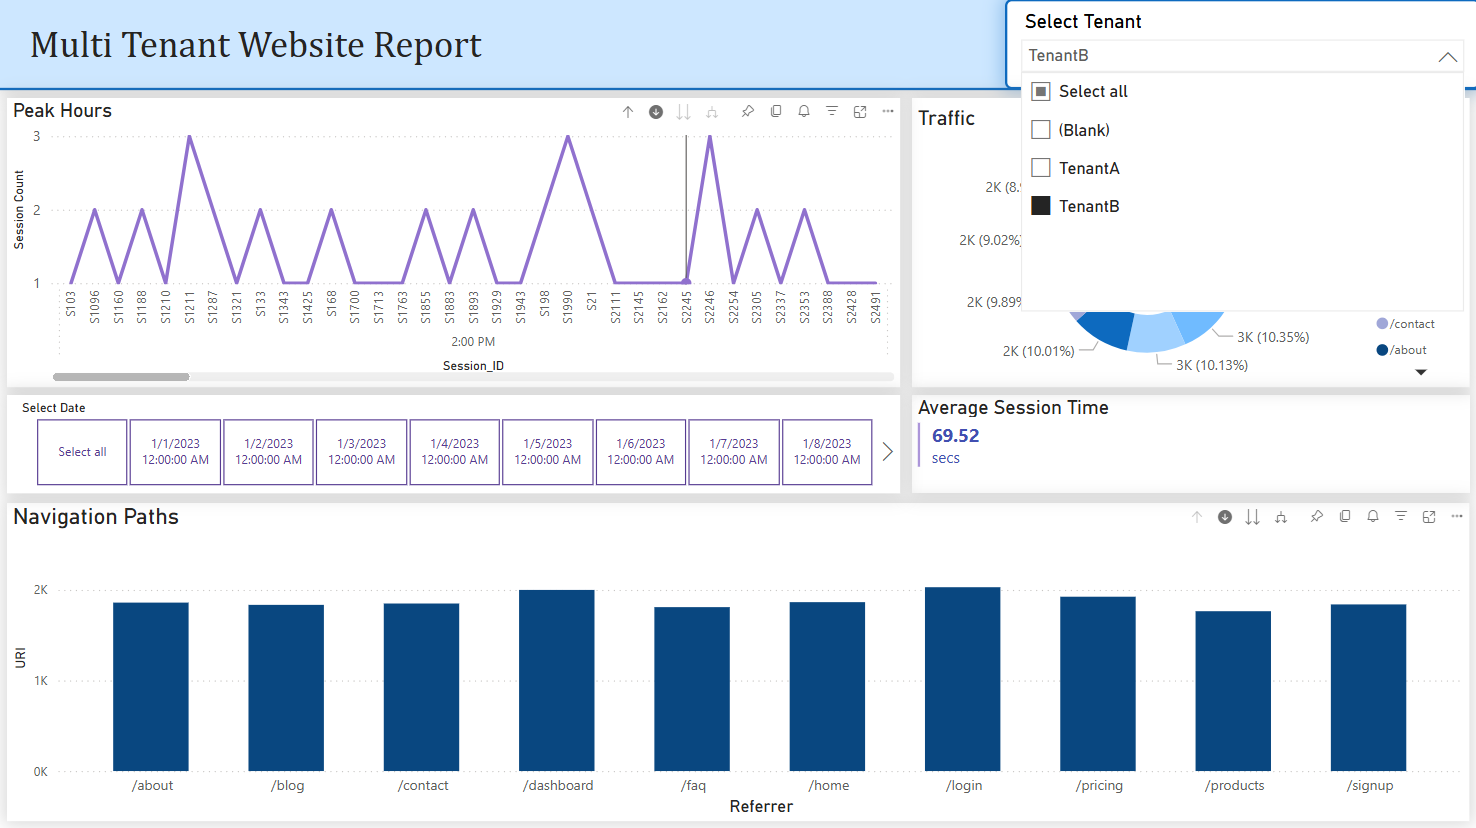 Multi Tenant Website Report
Select Tenant
TenantB
Select all
(Blank)
TenantA
TenantB
Peak Hours
3
2
1
Session Count
S103
S1096
S1160
S1188
S1210
S1211
S1287
S1321
S133
S1343
S1425
S168
S1700
S1713
S1763
S1855
S1883
S1893
S1929
S1943
S198
S1990
S21
S2111
S2145
S2162
S2245
S2246
S2254
S2305
S2337
S2353
S2388
S2428
S2491
2:00 PM
Session_ID
Traffic
2K (8.9
2K (9.02%)
2K (9.89%
2K (10.01%)
3K (10.13%)
3K (10.35%)
/contact
/about
Select Date
Select all
1/1/2023
12:00:00 AM
1/2/2023
12:00:00 AM
1/3/2023
12:00:00 AM
1/4/2023
12:00:00 AM
1/5/2023
12:00:00 AM
1/6/2023
12:00:00 AM
1/7/2023
12:00:00 AM
1/8/2023
12:00:00 AM
Average Session Time
69.52
secs
Navigation Paths
2K
1K
0K
URI
/about
/blog
/contact
/dashboard
/faq
/home
/login
/pricing
/products
/signup
Referrer